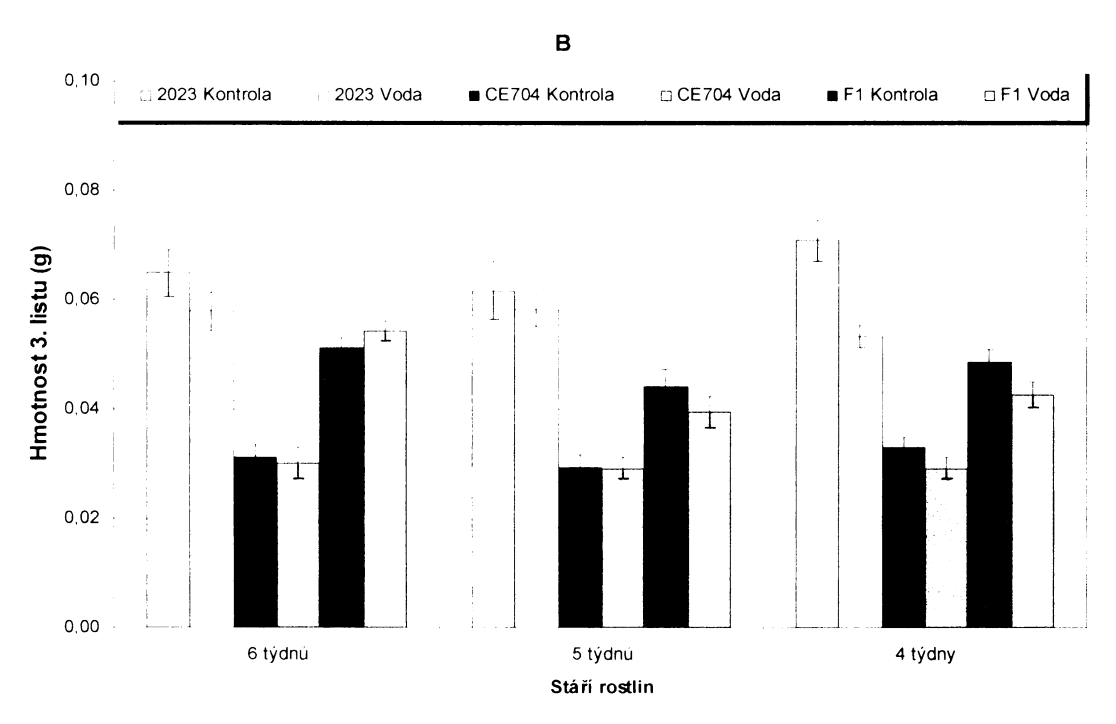 B
0,10
2023 Kontrola 2023 Voda CE704 Kontrola CE704 Voda F1 Kontrola F1 Voda
0,08
0,06
0,04
0,02
0,00
Hmotnost 3. listu (g)
6 týdnů 5 týdnů 4 týdny
Stáří rostlin